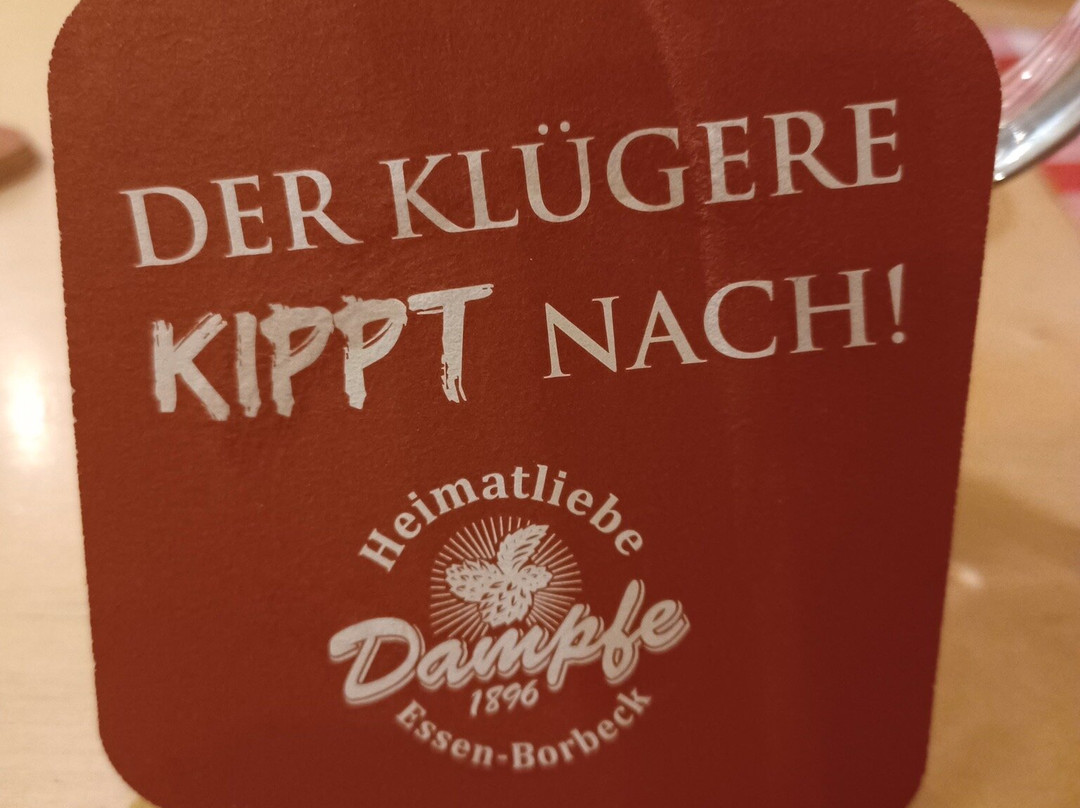 DER KLÜGERE
KIPPT NACH!
Heimatliebe
Dampfe
1896
Essen-Borbeck